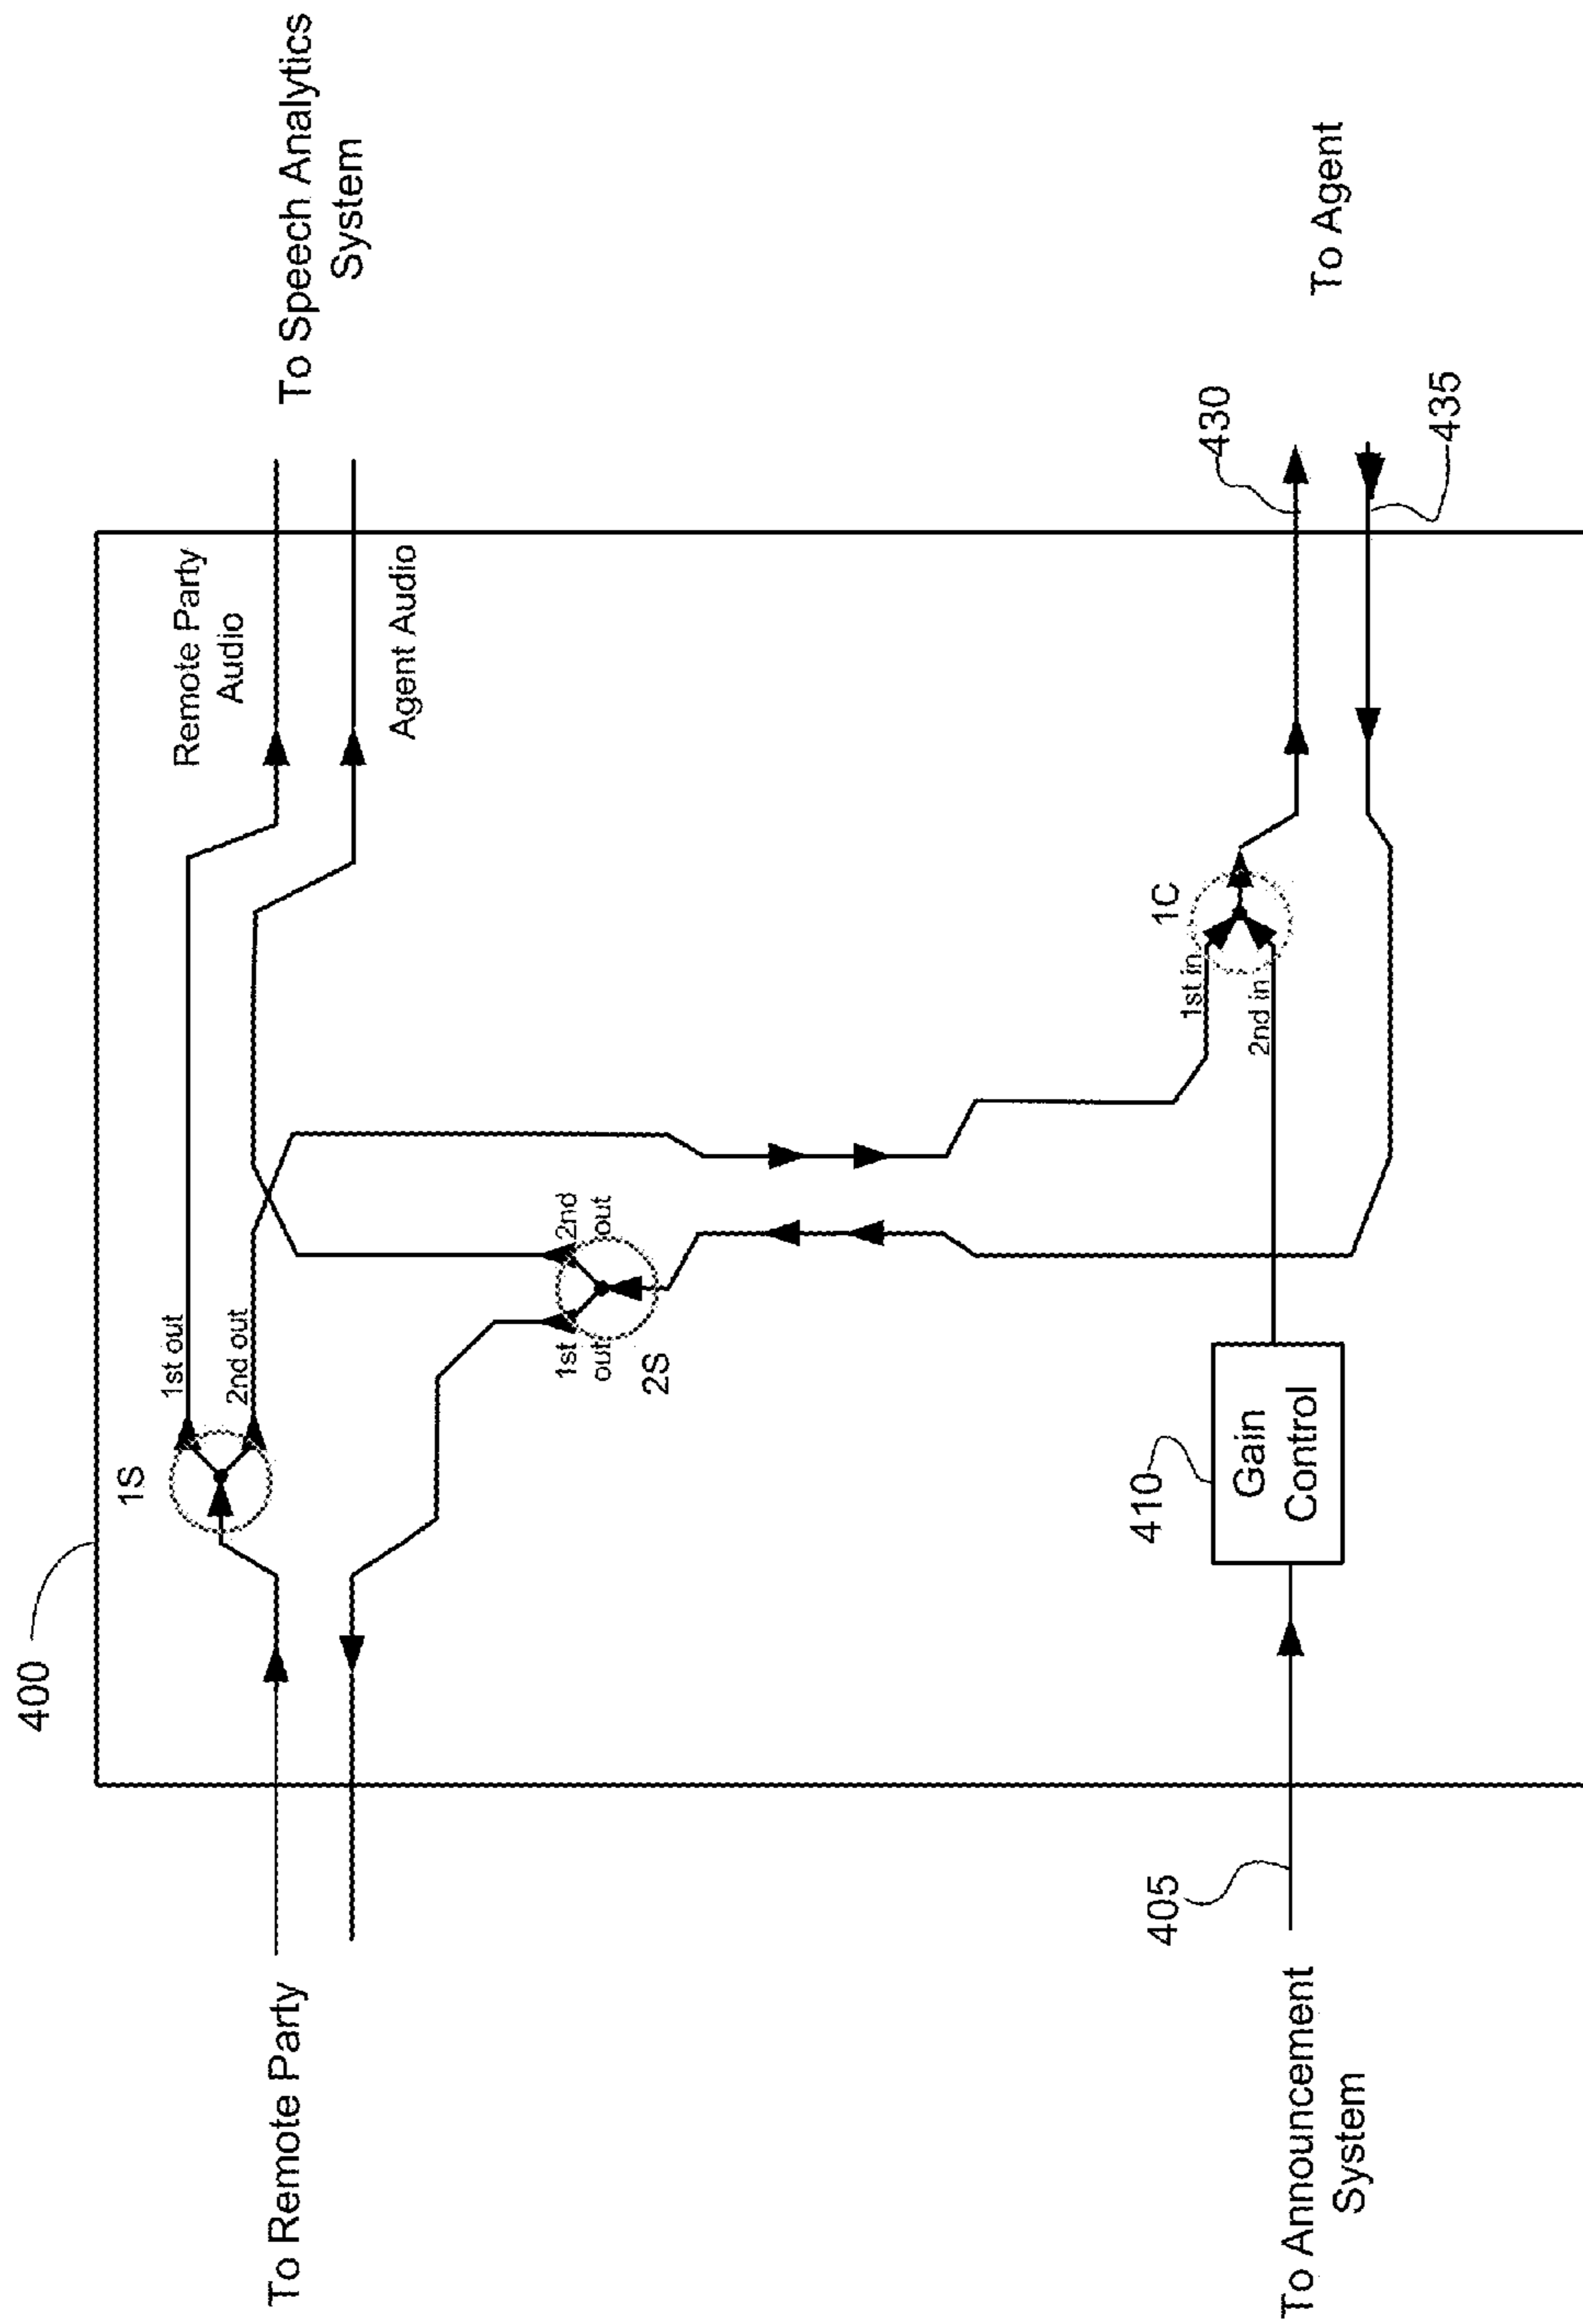 400
To Remote Party
1S
1st out
2nd out
Remote Party
Audio
Agent Audio
To Speech Analytics
System
1st
out
2nd
out
2S
1C
1st in
2nd in
410
Gain
Control
405
To Announcement
System
430
435
To Agent